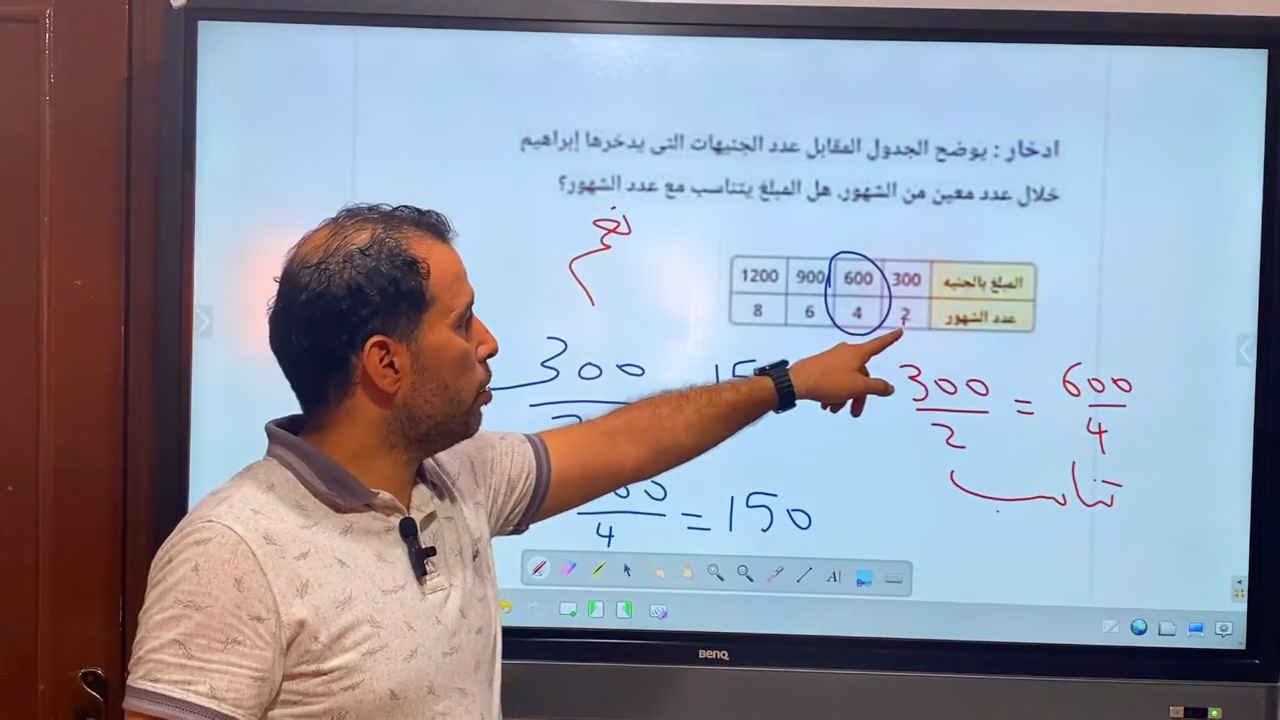 ادخار : يوضح الجدول المقابل عدد الجنيهات التى يدخرها إبراهيم
خلال عدد معين من الشهور. هل المبلغ يتناسب مع عدد الشهور؟
نعم
المبلغ بالجنيه 300 600 900 1200
عدد الشهور 2 4 6 8
300
300/2 = 600/4
تناسب
4 = 150
BenQ